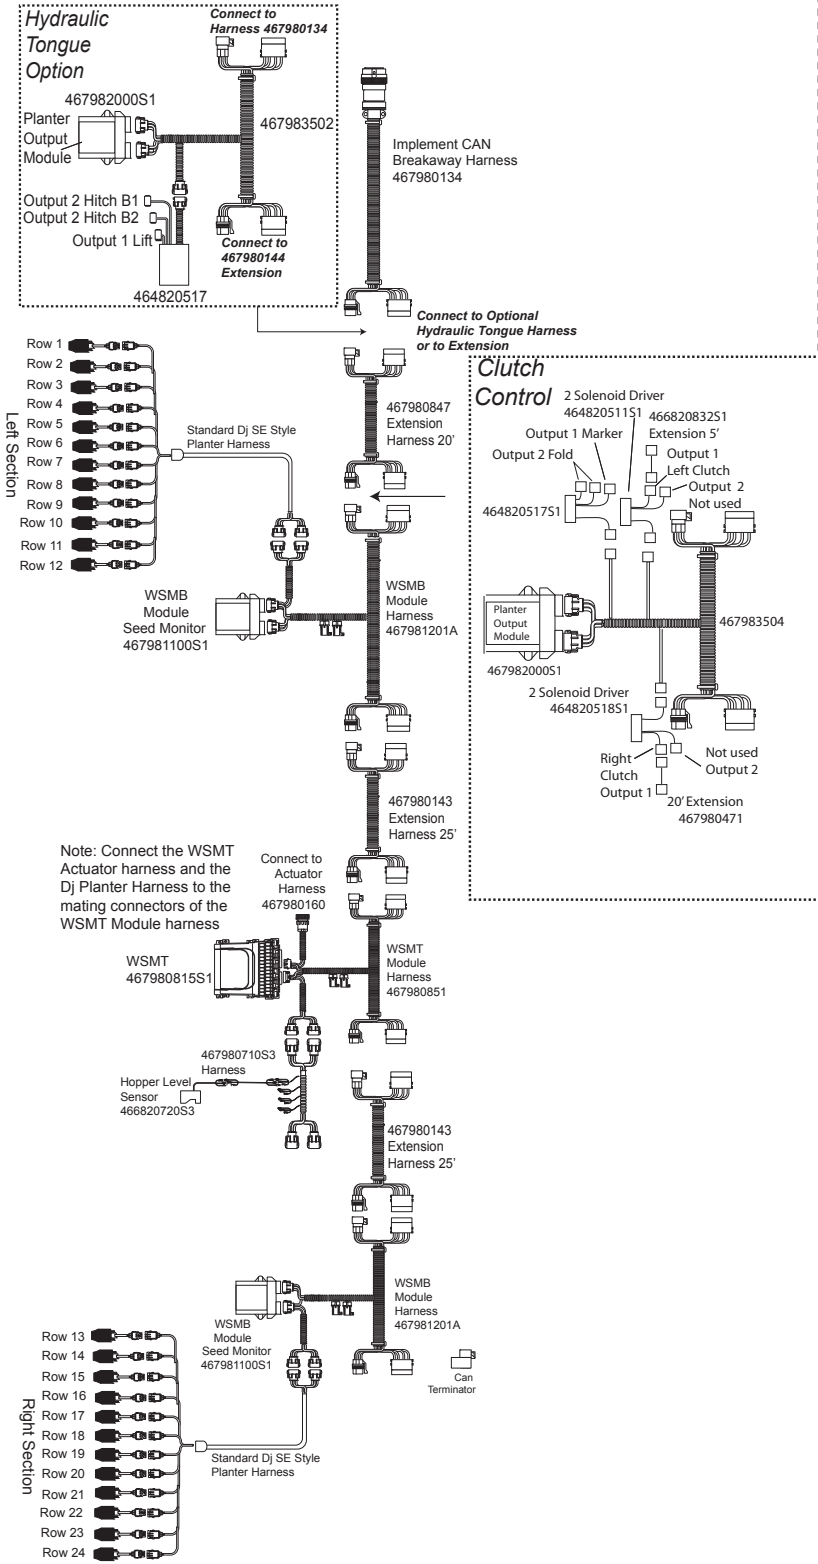 Hydraulic
Tongue
Option
Connect to
Harness 467980134
467982000S1
Planter
Output
Module
467983502
Output 2 Hitch B1
Output 2 Hitch B2
Output 1 Lift
Connect to
467980144
Extension
464820517
Implement CAN
Breakaway Harness
467980134
Connect to Optional
Hydraulic Tongue Harness
or to Extension
Left Section
Row 1
Row 2
Row 3
Row 4
Row 5
Row 6
Row 7
Row 8
Row 9
Row 10
Row 11
Row 12
Standard Dj SE Style
Planter Harness
467980847
Extension
Harness 20'
WSMB
Module
Seed Monitor
467981100S1
WSMB
Module
Harness
467981201A
Clutch
Control
2 Solenoid Driver
464820511S1
466820832S1
Extension 5'
Output 1 Marker
Output 2 Fold
Output 1
Left Clutch
Output 2
Not used
464820517S1
Planter
Output
Module
467983504
467982000S1
2 Solenoid Driver
464820518S1
Right
Clutch
Output 1
Not used
Output 2
20' Extension
467980471
467980143
Extension
Harness 25'
Note: Connect the WSMT
Actuator harness and the
Dj Planter Harness to the
mating connectors of the
WSMT Module harness
Connect to
Actuator
Harness
467980160
WSMT
467980815S1
WSMT
Module
Harness
467980851
467980710S3
Harness
Hopper Level
Sensor
466820720S3
467980143
Extension
Harness 25'
WSMB
Module
Seed Monitor
467981100S1
WSMB
Module
Harness
467981201A
Can
Terminator
Right Section
Row 13
Row 14
Row 15
Row 16
Row 17
Row 18
Row 19
Row 20
Row 21
Row 22
Row 23
Row 24
Standard Dj SE Style
Planter Harness